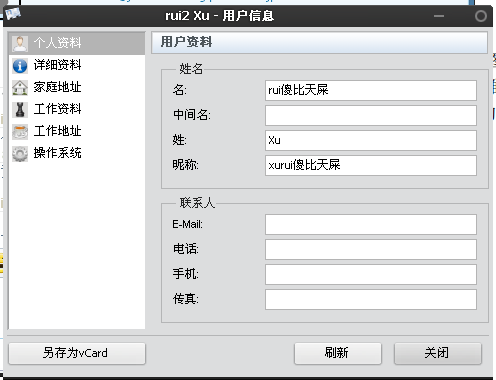 rui2 Xu - 用户信息
个人资料
详细资料
家庭地址
工作资料
工作地址
操作系统
用户资料
姓名
名:
rui傻比天屎
中间名:
姓:
Xu
昵称:
xurui傻比天屎
联系人
E-Mail:
电话:
手机:
传真:
另存为vCard
刷新
关闭